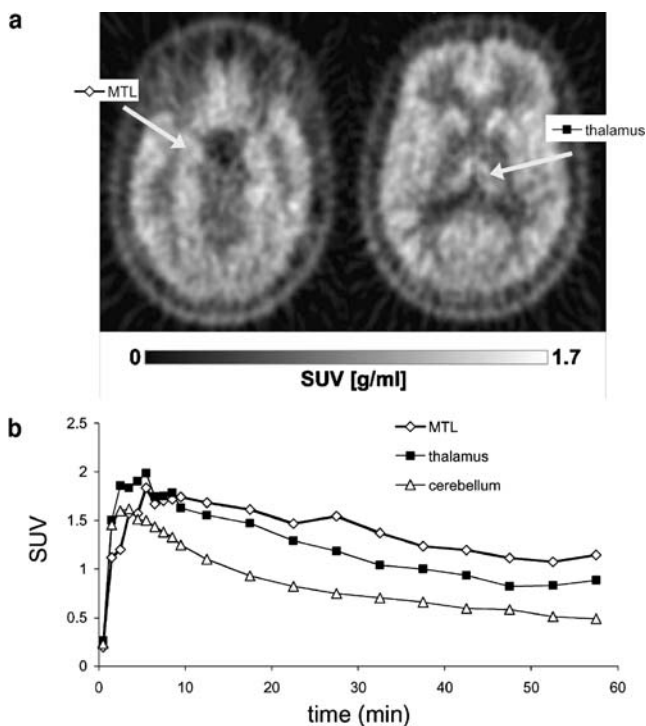 a
MTL
thalamus
0
1.7
SUV [g/ml]
b
MTL
thalamus
cerebellum
2.5
2
1.5
1
0.5
0
SUV
0 10 20 30 40 50 60
time (min)